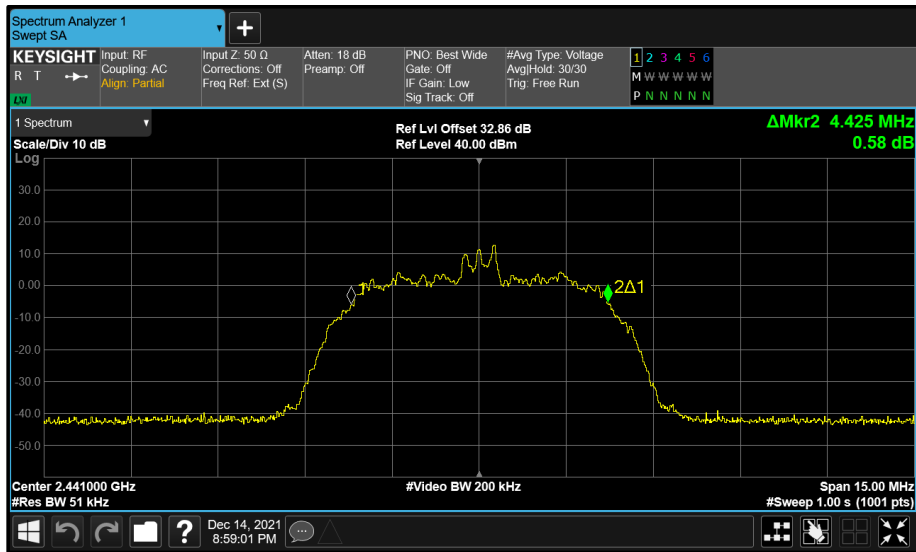 Spectrum Analyzer 1
Swept SA
KEYSIGHT
R T
LXI
Input: RF
Coupling: AC
Align: Partial
Input Z: 50 Ω
Corrections: Off
Freq Ref: Ext (S)
Atten: 18 dB
Preamp: Off
PNO: Best Wide
Gate: Off
IF Gain: Low
Sig Track: Off
#Avg Type: Voltage
Avg|Hold: 30/30
Trig: Free Run
1 2 3 4 5 6
M W W W W W
P N N N N N
1 Spectrum
Scale/Div 10 dB
Log
Ref Lvl Offset 32.86 dB
Ref Level 40.00 dBm
ΔMkr2 4.425 MHz
0.58 dB
30.0
20.0
10.0
0.00
-10.0
-20.0
-30.0
-40.0
-50.0
1
2Δ1
Center 2.441000 GHz
#Res BW 51 kHz
#Video BW 200 kHz
Span 15.00 MHz
#Sweep 1.00 s (1001 pts)
?
Dec 14, 2021
8:59:01 PM